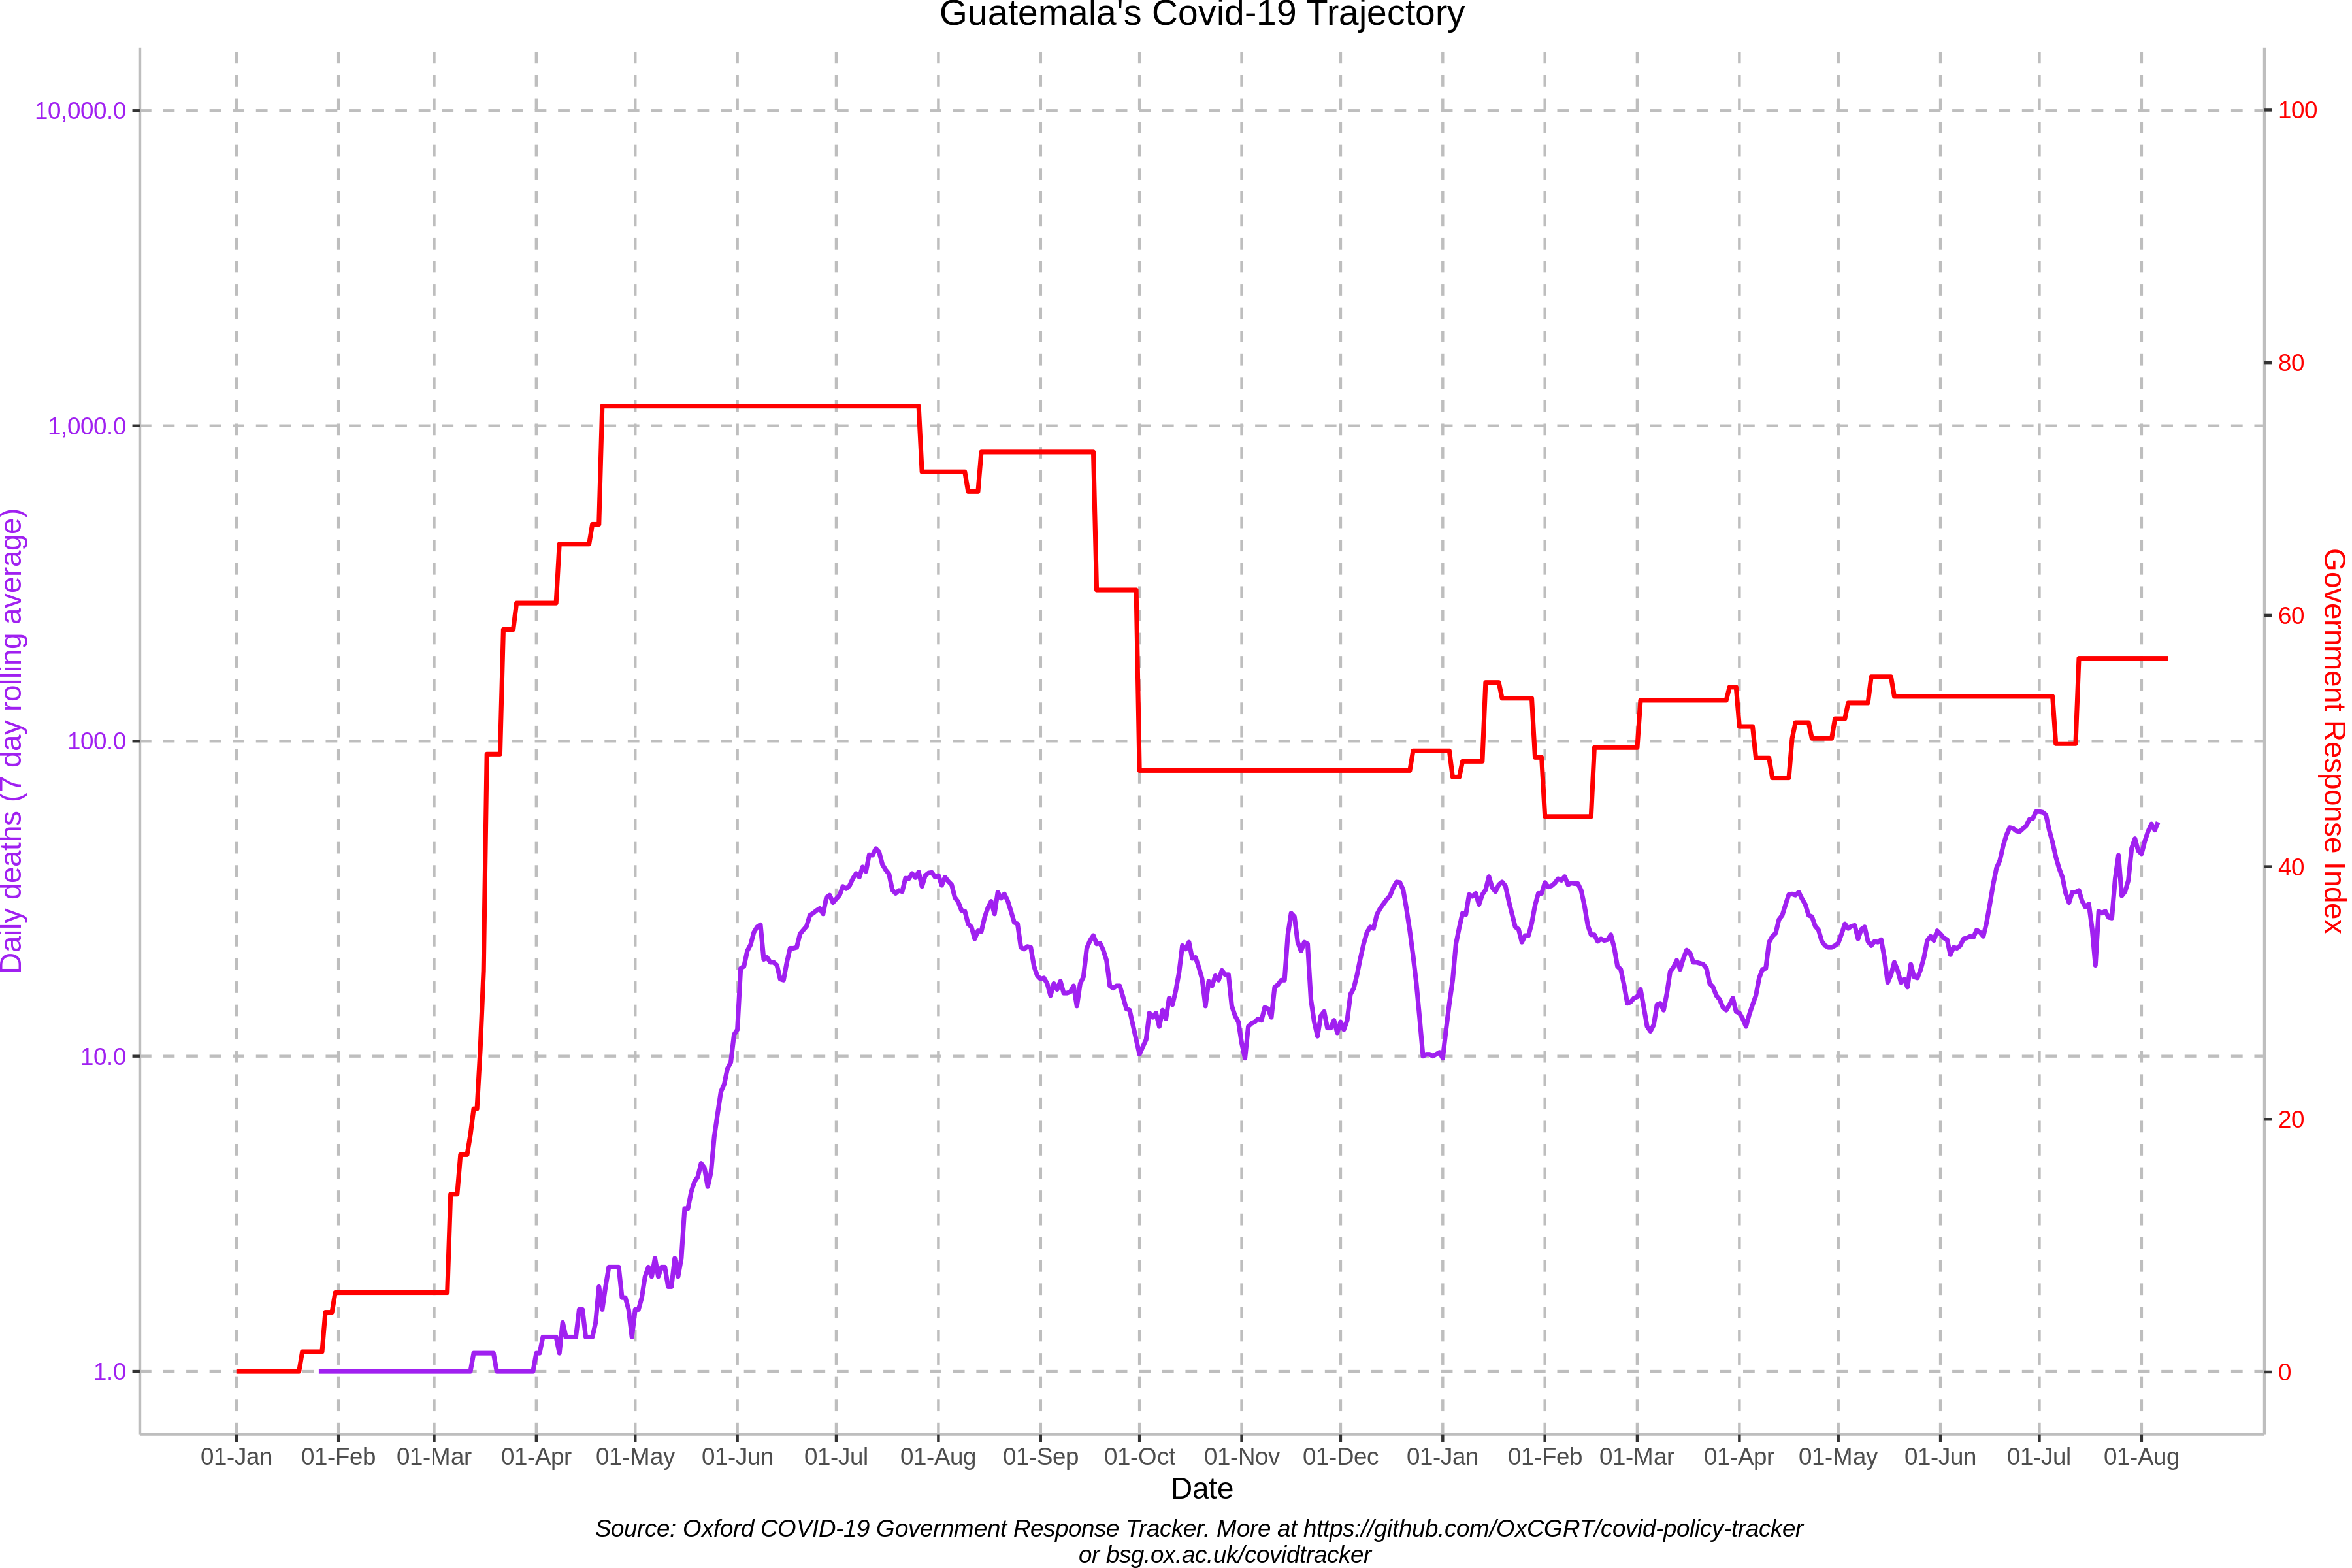 Guatemala's Covid-19 Trajectory
10,000.0
1,000.0
100.0
10.0
1.0
Daily deaths (7 day rolling average)
100
80
60
40
20
0
Government Response Index
01-Jan 01-Feb 01-Mar 01-Apr 01-May 01-Jun 01-Jul 01-Aug 01-Sep 01-Oct 01-Nov 01-Dec 01-Jan 01-Feb 01-Mar 01-Apr 01-May 01-Jun 01-Jul 01-Aug
Date
Source: Oxford COVID-19 Government Response Tracker. More at https://github.com/OxCGRT/covid-policy-tracker
or bsg.ox.ac.uk/covidtracker